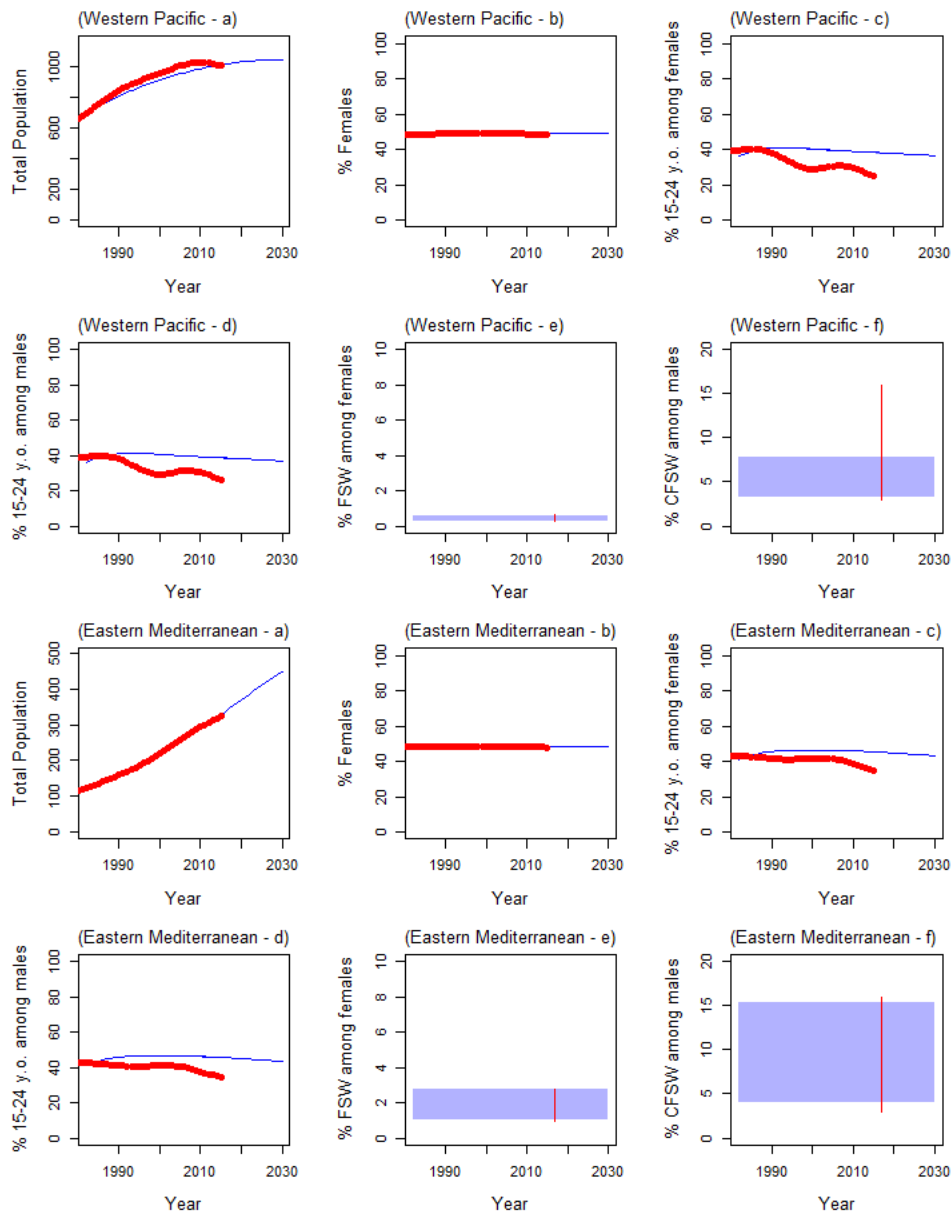 (Western Pacific - a)
Total Population
0 200 600 1000
1990 2010 2030
Year
(Western Pacific - b)
% Females
0 20 40 60 80 100
1990 2010 2030
Year
(Western Pacific - c)
% 15-24 y.o. among females
0 20 40 60 80 100
1990 2010 2030
Year
(Western Pacific - d)
% 15-24 y.o. among males
0 20 40 60 80 100
1990 2010 2030
Year
(Western Pacific - e)
% FSW among females
0 2 4 6 8 10
1990 2010 2030
Year
(Western Pacific - f)
% CFSW among males
0 5 10 15 20
1990 2010 2030
Year
(Eastern Mediterranean - a)
Total Population
0 100 200 300 400 500
1990 2010 2030
Year
(Eastern Mediterranean - b)
% Females
0 20 40 60 80 100
1990 2010 2030
Year
(Eastern Mediterranean - c)
% 15-24 y.o. among females
0 20 40 60 80 100
1990 2010 2030
Year
(Eastern Mediterranean - d)
% 15-24 y.o. among males
0 20 40 60 80 100
1990 2010 2030
Year
(Eastern Mediterranean - e)
% FSW among females
0 2 4 6 8 10
1990 2010 2030
Year
(Eastern Mediterranean - f)
% CFSW among males
0 5 10 15 20
1990 2010 2030
Year